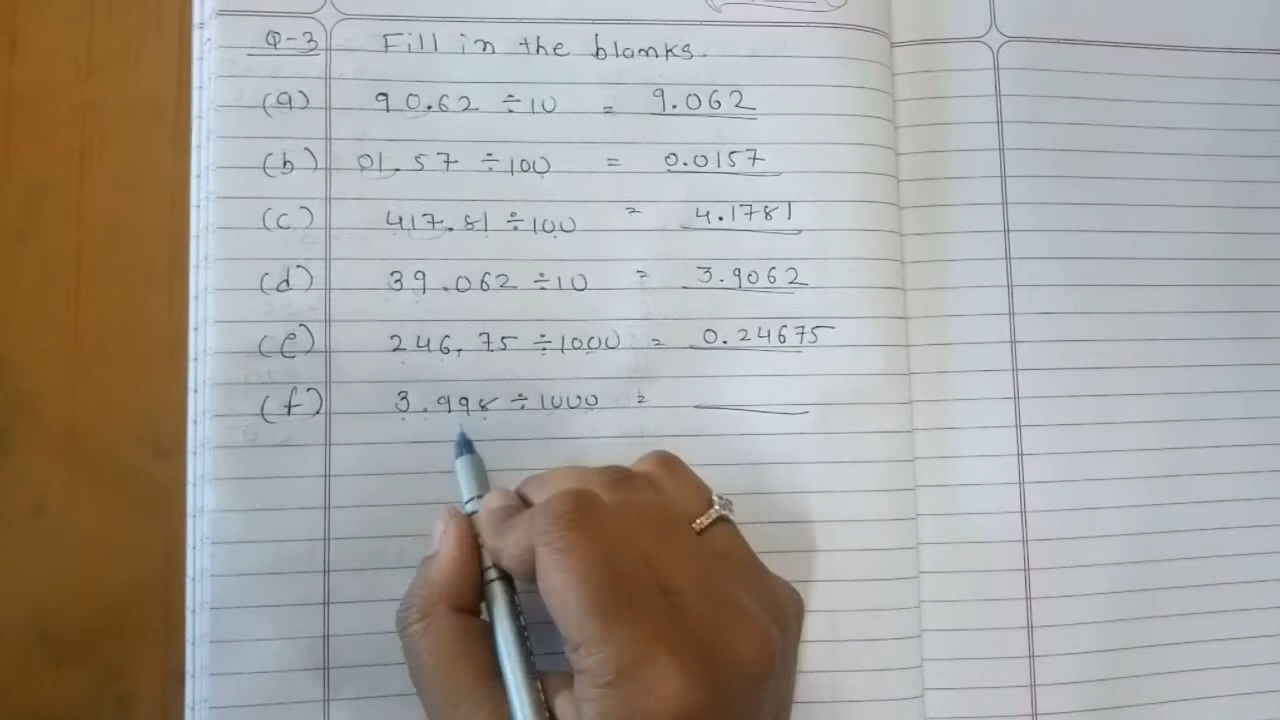 Q-3 Fill in the blanks.
(a) 90.62 ÷10 = 9.062
(b) 01.57 ÷100 = 0.0157
(c) 417.81 ÷100 = 4.1781
(d) 39.062 ÷10 = 3.9062
(e) 246.75 ÷1000 = 0.24675
(f) 3.998 ÷1000 = ______